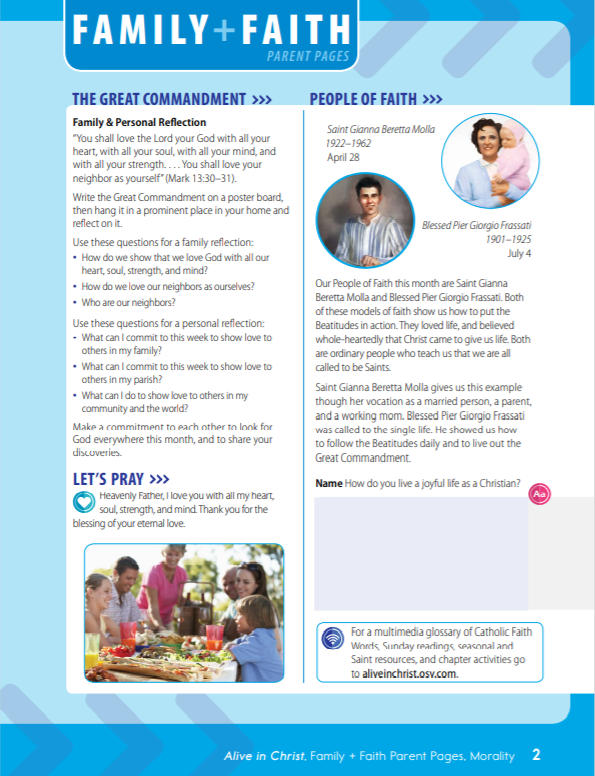 FAMILY+FAITH
PARENT PAGES
THE GREAT COMMANDMENT >>>
Family & Personal Reflection
"You shall love the Lord your God with all your
heart, with all your soul, with all your mind, and
with all your strength. . . . You shall love your
neighbor as yourself" (Mark 13:30–31).
Write the Great Commandment on a poster board,
then hang it in a prominent place in your home and
reflect on it.
Use these questions for a family reflection:
• How do we show that we love God with all our
heart, soul, strength, and mind?
• How do we love our neighbors as ourselves?
• Who are our neighbors?
Use these questions for a personal reflection:
• What can I commit to this week to show love to
others in my family?
• What can I commit to this week to show love to
others in my parish?
• What can I do to show love to others in my
community and the world?
Make a commitment to each other to look for
God everywhere this month, and to share your
discoveries.
LET'S PRAY >>>
Heavenly Father, I love you with all my heart,
soul, strength, and mind. Thank you for the
blessing of your eternal love.
PEOPLE OF FAITH >>>
Saint Gianna Beretta Molla
1922–1962
April 28
Blessed Pier Giorgio Frassati
1901–1925
July 4
Our People of Faith this month are Saint Gianna
Beretta Molla and Blessed Pier Giorgio Frassati. Both
of these models of faith show us how to put the
Beatitudes in action. They loved life, and believed
whole-heartedly that Christ came to give us life. Both
are ordinary people who teach us that we are all
called to be Saints.
Saint Gianna Beretta Molla gives us this example
though her vocation as a married person, a parent,
and a working mom. Blessed Pier Giorgio Frassati
was called to the single life. He showed us how
to follow the Beatitudes daily and to live out the
Great Commandment.
Name How do you live a joyful life as a Christian?
Aa
For a multimedia glossary of Catholic Faith
Words, Sunday readings, seasonal and
Saint resources, and chapter activities go
to aliveinchrist.osv.com.
Alive in Christ, Family + Faith Parent Pages, Morality 2